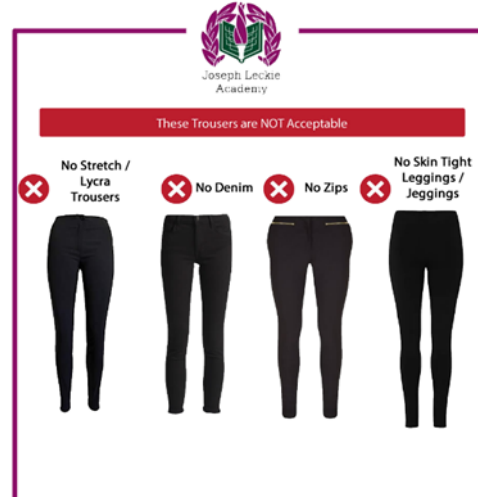 Joseph Leckie
Academy
These Trousers are NOT Acceptable
No Stretch /
Lycra
Trousers
No Denim
No Zips
No Skin Tight
Leggings /
Jeggings